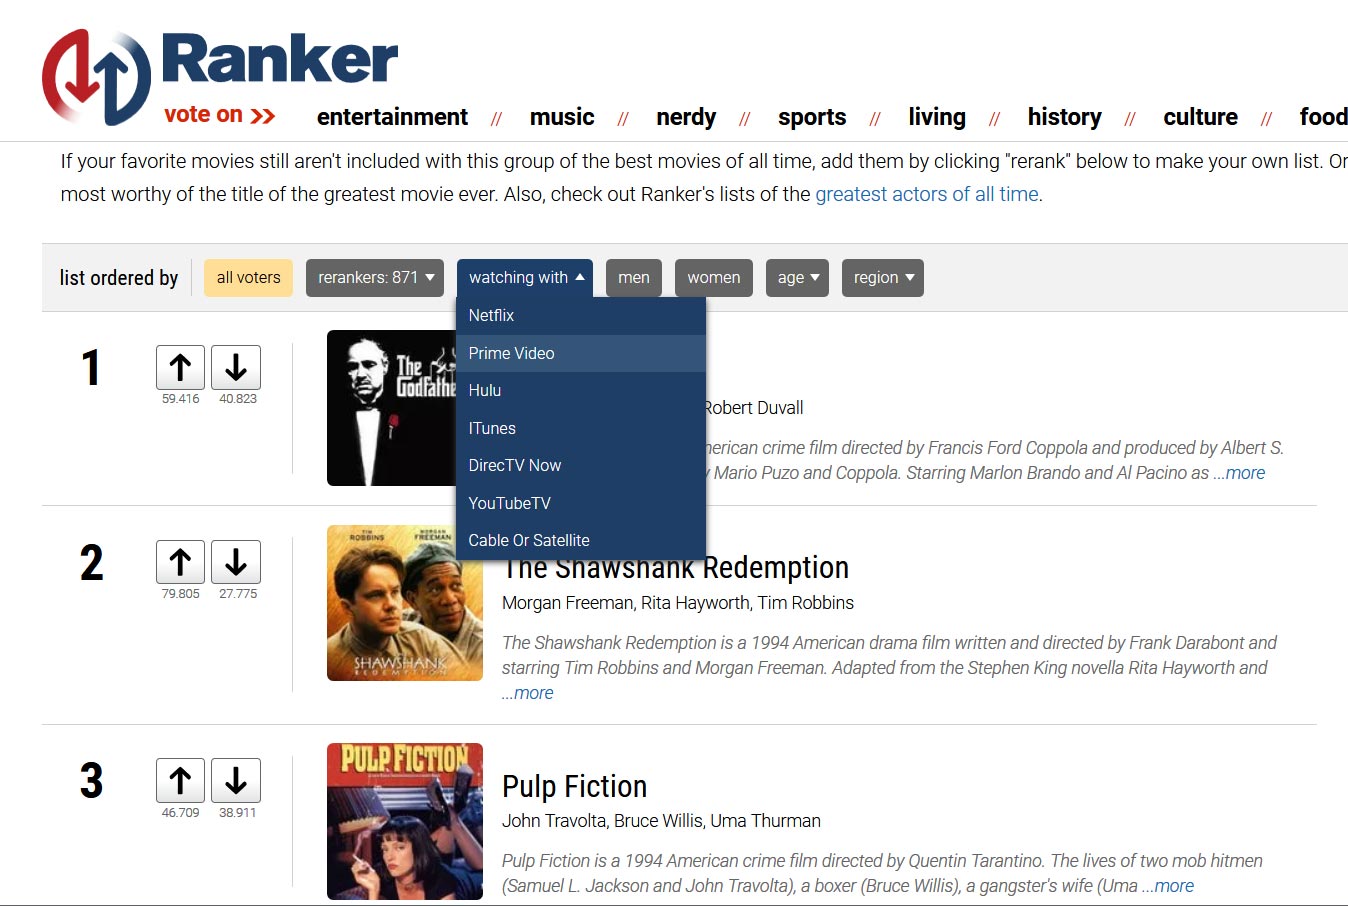 Ranker
vote on >>
entertainment // music // nerdy // sports // living // history // culture // food
If your favorite movies still aren't included with this group of the best movies of all time, add them by clicking "rerank" below to make your own list. Or
most worthy of the title of the greatest movie ever. Also, check out Ranker's lists of the greatest actors of all time.
list ordered by all voters rerankers: 871 watching with men women age region
Netflix
Prime Video
Hulu
ITunes
DirecTV Now
YouTubeTV
Cable Or Satellite
1
59.416 40.823
The
Godfathe
Robert Duvall
merican crime film directed by Francis Ford Coppola and produced by Albert S.
Mario Puzo and Coppola. Starring Marlon Brando and Al Pacino as ...more
2
79.805 27.775
TIM ROBBINS
MORGAN FREEMAN
SHAWSHANK
REDEMPTION
The Shawshank Redemption
Morgan Freeman, Rita Hayworth, Tim Robbins
The Shawshank Redemption is a 1994 American drama film written and directed by Frank Darabont and
starring Tim Robbins and Morgan Freeman. Adapted from the Stephen King novella Rita Hayworth and
...more
3
46.709 38.911
PULP FICTION
Pulp Fiction
John Travolta, Bruce Willis, Uma Thurman
Pulp Fiction is a 1994 American crime film directed by Quentin Tarantino. The lives of two mob hitmen
(Samuel L. Jackson and John Travolta), a boxer (Bruce Willis), a gangster's wife (Uma ...more